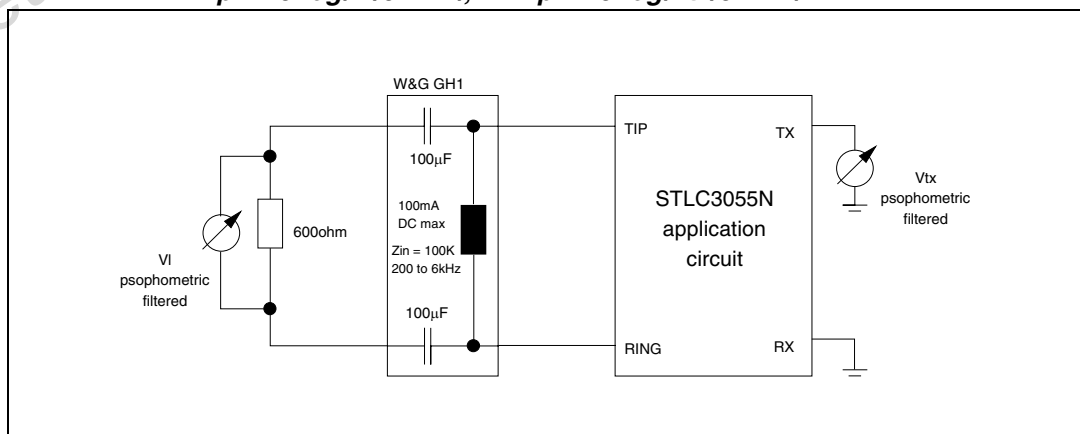 W&G GH1
100μF
TIP
TX
100mA
DC max
Zin = 100K
200 to 6kHz
STLC3055N
application
circuit
Vtx
psophometric
filtered
600ohm
Vl
psophometric
filtered
100μF
RING
RX